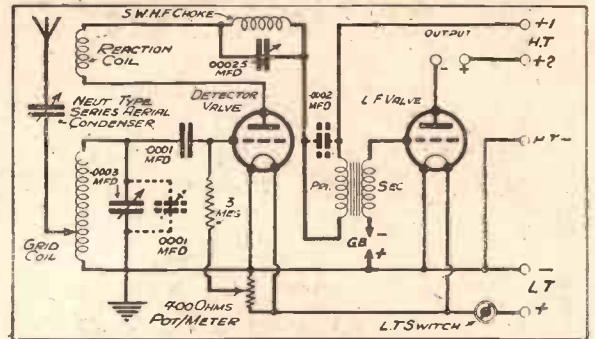 S.W.H.F. CHOKE
REACTION
COIL
.00025
MFD
DETECTOR
VALVE
NEUT TYPE
SERIES AERIAL
CONDENSER
.0003
MFD
.0001
MFD
.0001
MFD
3
MEG
GRID
COIL
400 OHMS
POT/METER
.0002
MFD
L F VALVE
PRI.
SEC
GB
-
+
OUTPUT
- +
+1
H.T
+2
H.T-
-
L.T
+
L.T SWITCH